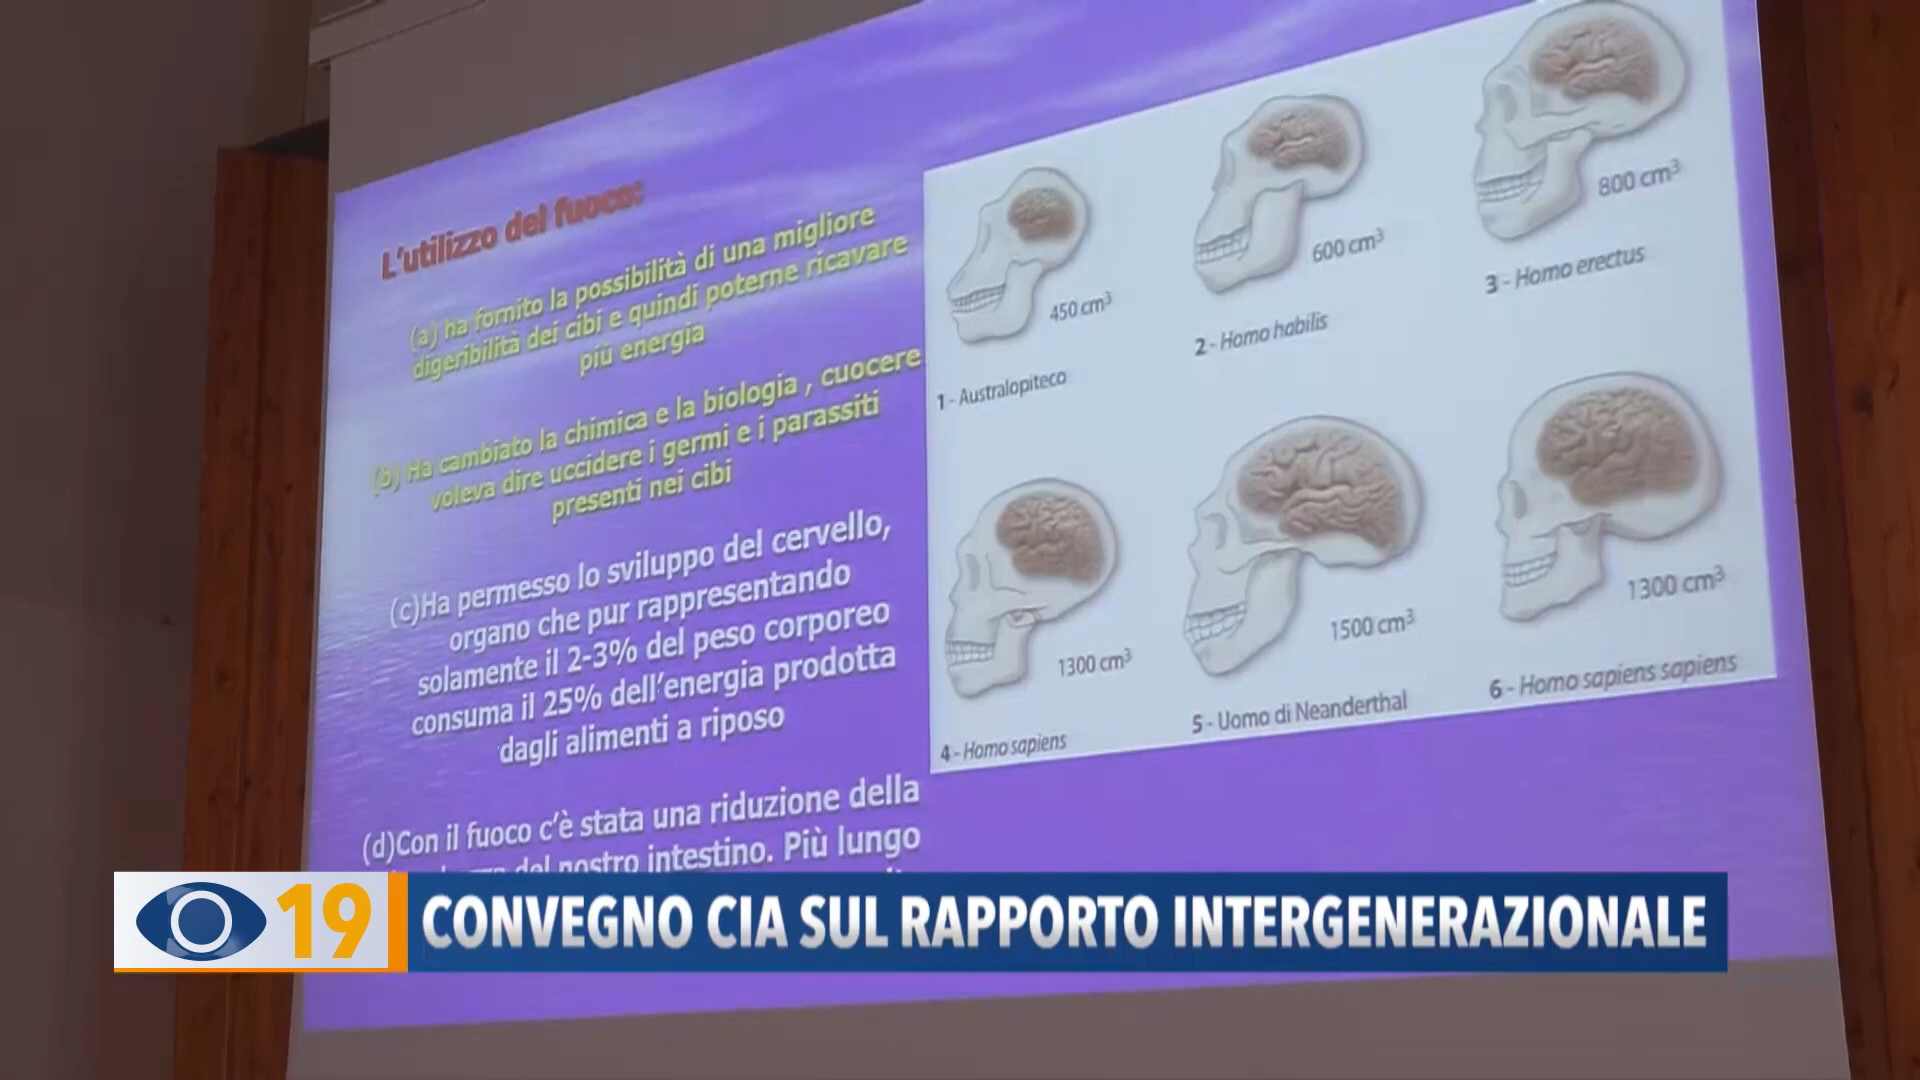 L'utilizzo del fuoco:
(a) ha fornito la possibilità di una migliore
digeribilità dei cibi e quindi poterne ricavare
più energia
(b) Ha cambiato la chimica e la biologia , cuocere
voleva dire uccidere i germi e i parassiti
presenti nei cibi
(c)Ha permesso lo sviluppo del cervello,
organo che pur rappresentando
solamente il 2-3% del peso corporeo
consuma il 25% dell'energia prodotta
dagli alimenti a riposo
(d)Con il fuoco c'è stata una riduzione della
del nostro intestino. Più lungo
450 cm³
1 - Australopiteco
600 cm³
2 - Homo habilis
800 cm³
3 - Homo erectus
1300 cm³
4 - Homo sapiens
1500 cm³
5 - Uomo di Neanderthal
1300 cm³
6 - Homo sapiens sapiens
19
CONVEGNO CIA SUL RAPPORTO INTERGENERAZIONALE